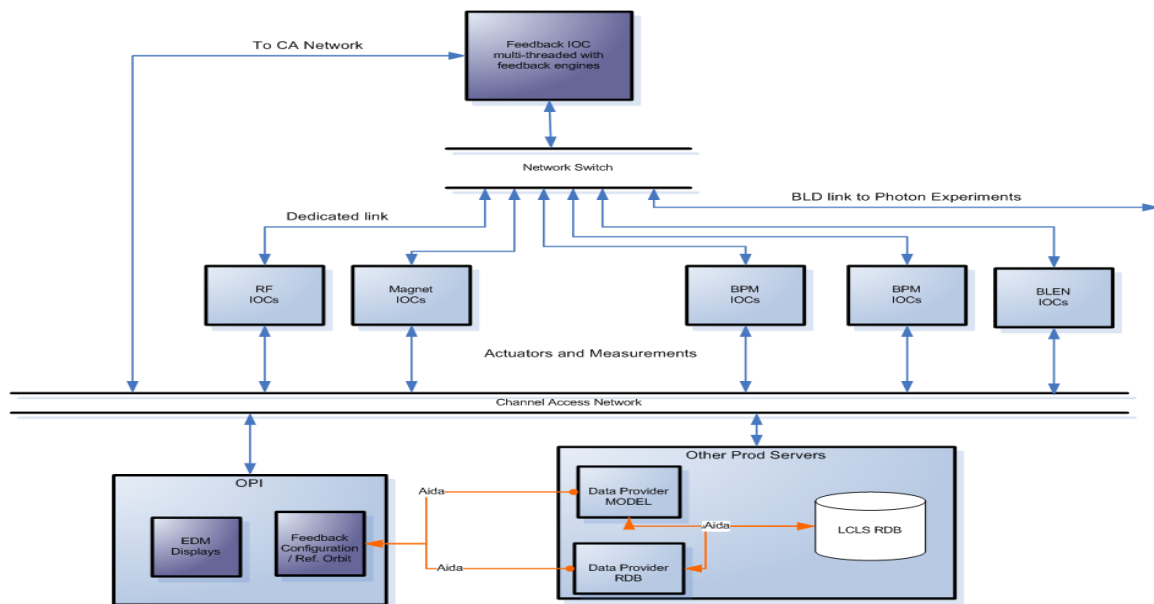 To CA Network
Feedback IOC
multi-threaded with
feedback engines
Network Switch
BLD link to Photon Experiments
Dedicated link
RF
IOCs
Magnet
IOCs
BPM
IOCs
BPM
IOCs
BLEN
IOCs
Actuators and Measurements
Channel Access Network
OPI
EDM
Displays
Feedback
Configuration
/ Ref. Orbit
Aida
Aida
Other Prod Servers
Data Provider
MODEL
Aida
LCLS RDB
Data Provider
RDB